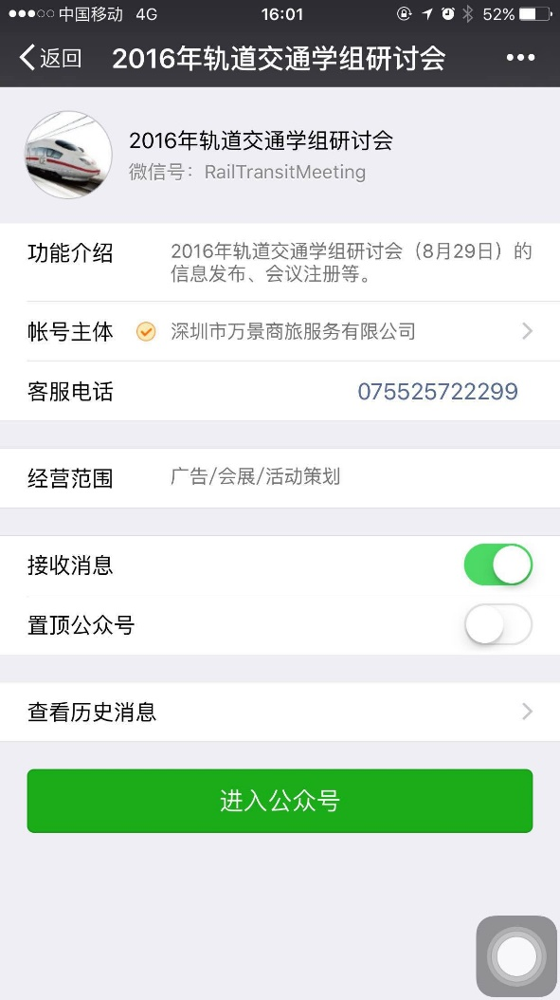 中国移动 4G 16:01 52%
返回 2016年轨道交通学组研讨会
2016年轨道交通学组研讨会
微信号：RailTransitMeeting
功能介绍 2016年轨道交通学组研讨会（8月29日）的
信息发布、会议注册等。
帐号主体 深圳市万景商旅服务有限公司
客服电话 075525722299
经营范围 广告/会展/活动策划
接收消息
置顶公众号
查看历史消息
进入公众号